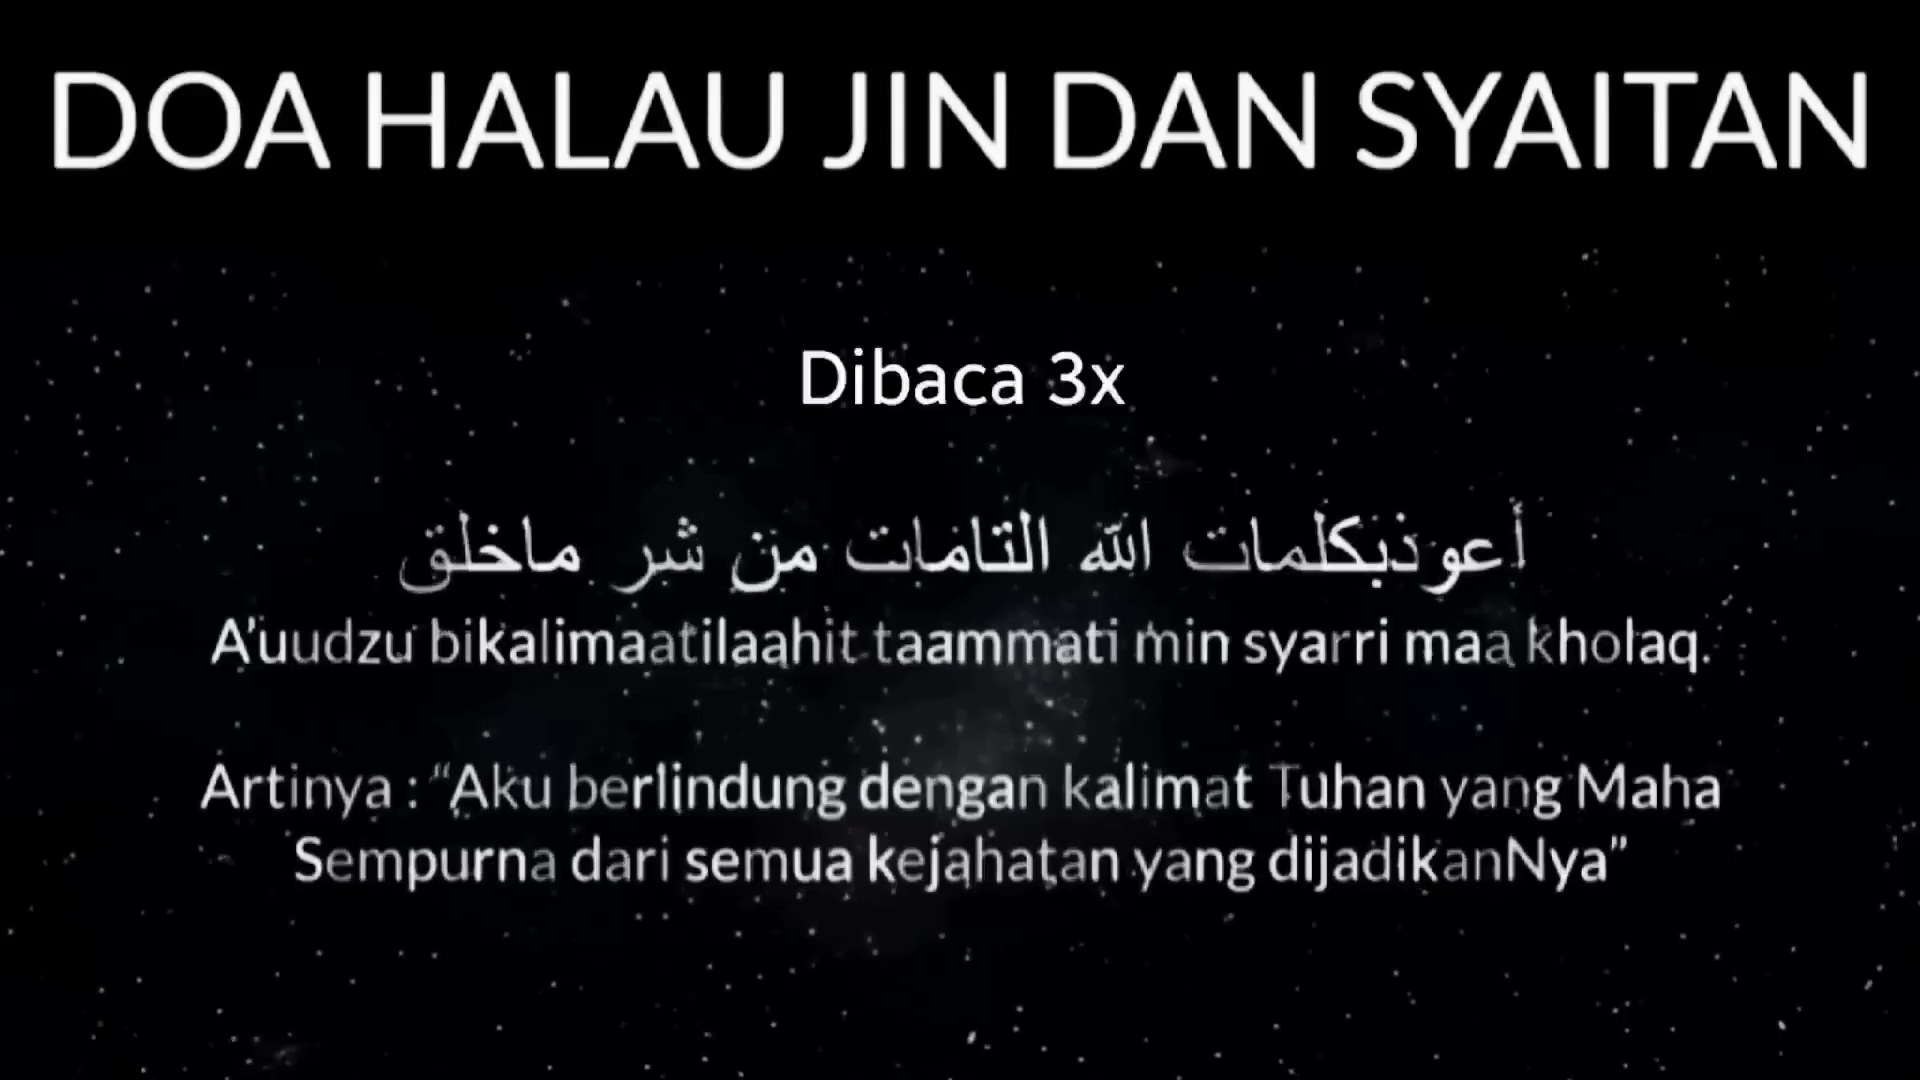 DOA HALAU JIN DAN SYAITAN
Dibaca 3x
أعوذبكلمات الله التامات من شر ماخلق
A’uudzu bikalimaatilaahit taammati min syarri maa kholaq.
Artinya : “Aku berlindung dengan kalimat Tuhan yang Maha
Sempurna dari semua kejahatan yang dijadikanNya”